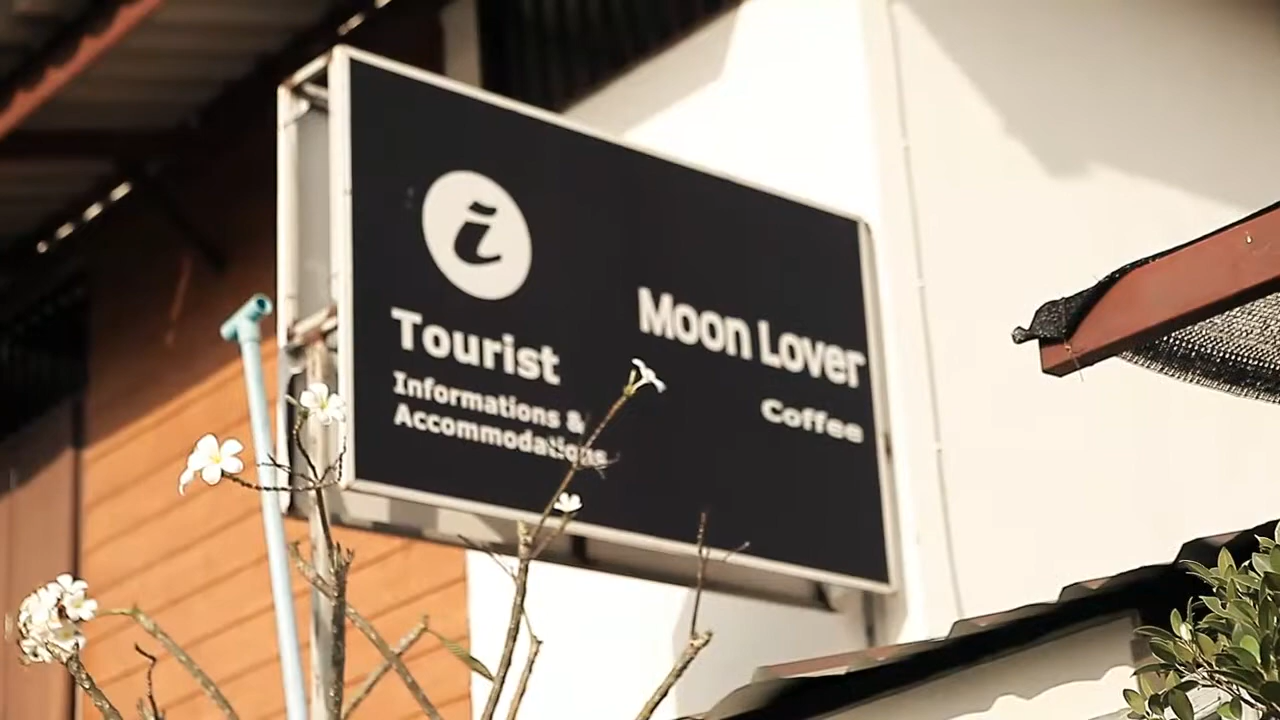 i
Tourist
Informations &
Accommodations
Moon Lover
Coffee